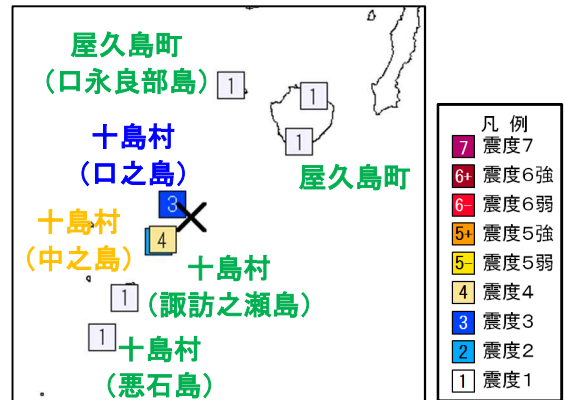 屋久島町
（口永良部島）
1
1
1
屋久島町
十島村
（口之島）
3
十島村
（中之島）
4
十島村
（諏訪之瀬島）
1
1
十島村
（悪石島）
凡 例
7 震度７
6+ 震度６強
6- 震度６弱
5+ 震度５強
5- 震度５弱
4 震度４
3 震度３
2 震度２
1 震度１